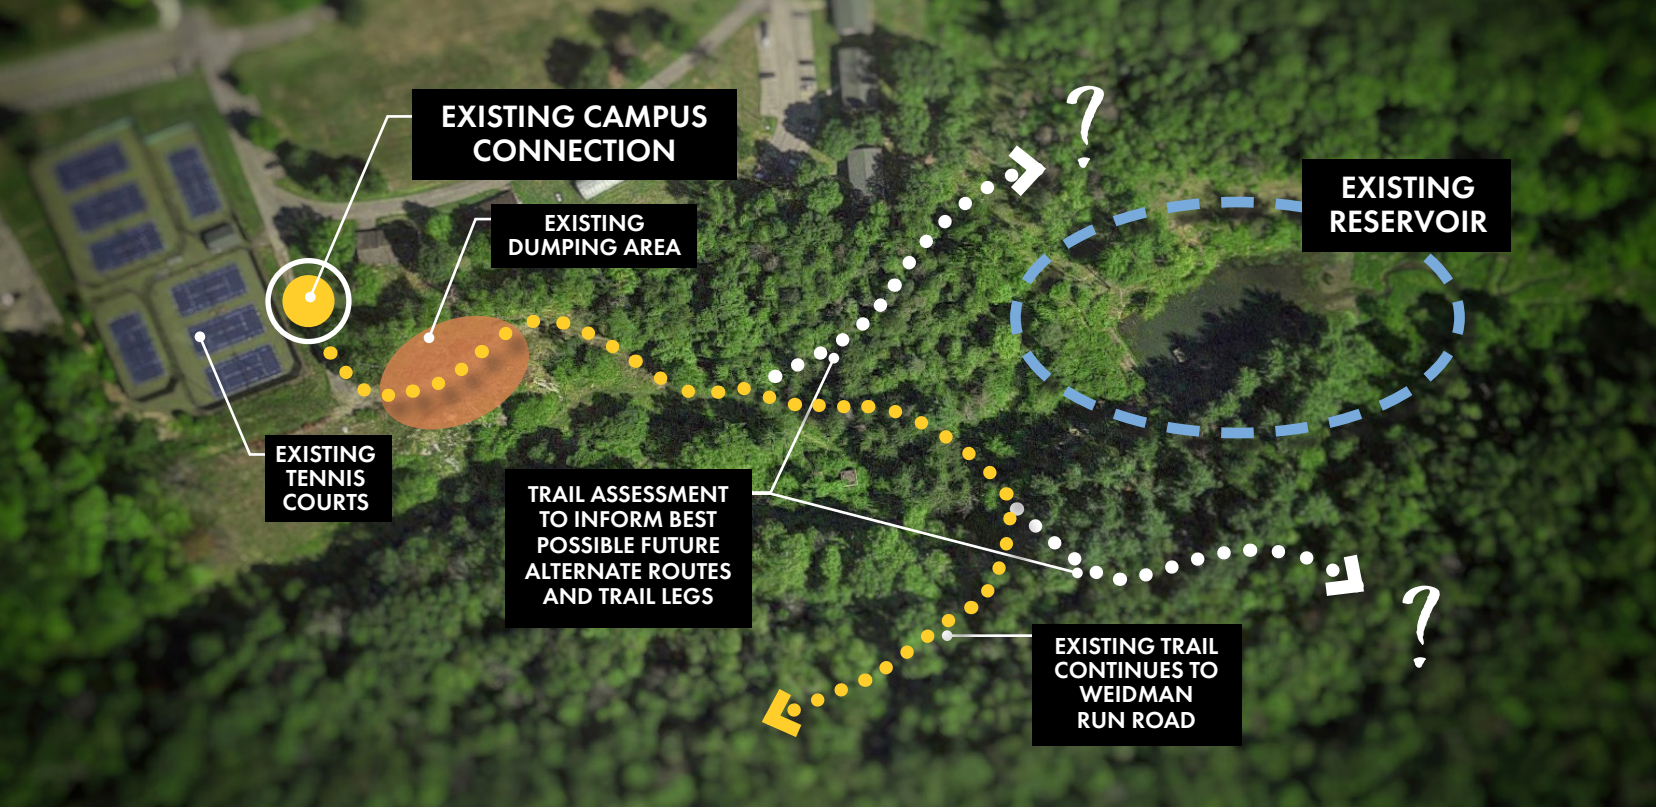 EXISTING CAMPUS
CONNECTION
?
EXISTING
RESERVOIR
EXISTING
DUMPING AREA
EXISTING
TENNIS
COURTS
TRAIL ASSESSMENT
TO INFORM BEST
POSSIBLE FUTURE
ALTERNATE ROUTES
AND TRAIL LEGS
?
EXISTING TRAIL
CONTINUES TO
WEIDMAN
RUN ROAD